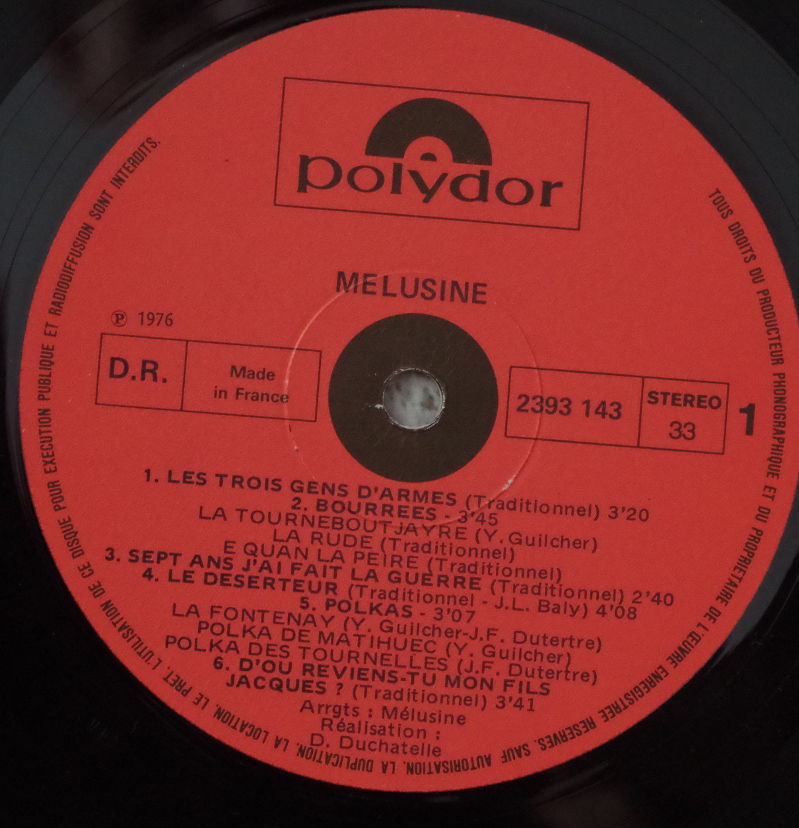 polydor
MELUSINE
℗ 1976
D.R.
Made
in France
2393 143
STEREO
33
1
1. LES TROIS GENS D'ARMES (Traditionnel) 3'20
2. BOURREES - 3'45
LA TOURNEBOUTJAYRE (Y. Guilcher)
LA RUDE (Traditionnel)
E QUAN LA PEIRE (Traditionnel)
3. SEPT ANS J'AI FAIT LA GUERRE (Traditionnel) 2'40
4. LE DESERTEUR (Traditionnel - J.L. Baly) 4'08
5. POLKAS - 3'07
LA FONTENAY (Y. Guilcher-J.F. Dutertre)
POLKA DE MATIHUEC (Y. Guilcher)
POLKA DES TOURNELLES (J.F. Dutertre)
6. D'OU REVIENS-TU MON FILS
JACQUES ? (Traditionnel) 3'41
Arrgts : Mélusine
Réalisation :
D. Duchatelle
TOUS DROITS DU PRODUCTEUR PHONOGRAPHIQUE ET DU PROPRIETAIRE DE L'ŒUVRE ENREGISTREE RESERVES. SAUF AUTORISATION, LA DUPLICATION, LA LOCATION, LE PRET, L'UTILISATION DE CE DISQUE POUR EXECUTION PUBLIQUE ET RADIODIFFUSION SONT INTERDITS.